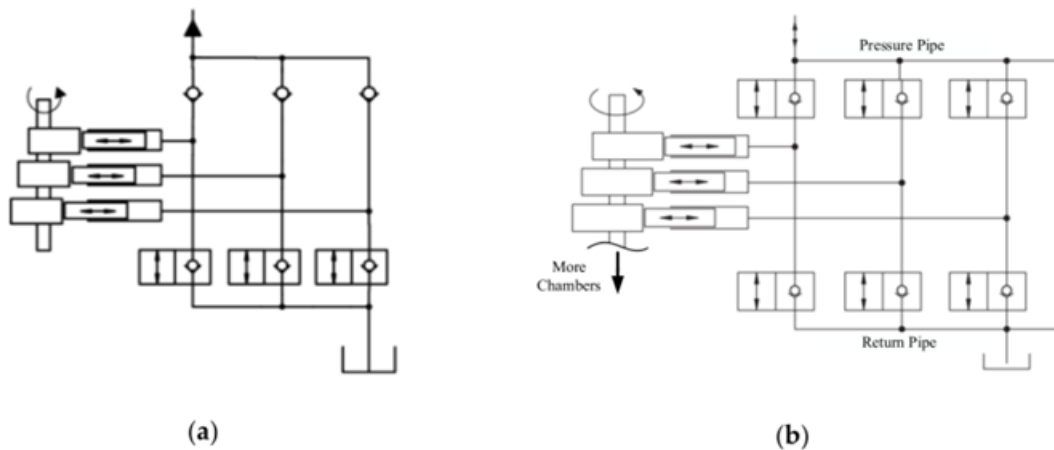 Pressure Pipe
More
Chambers
Return Pipe
(a)
(b)